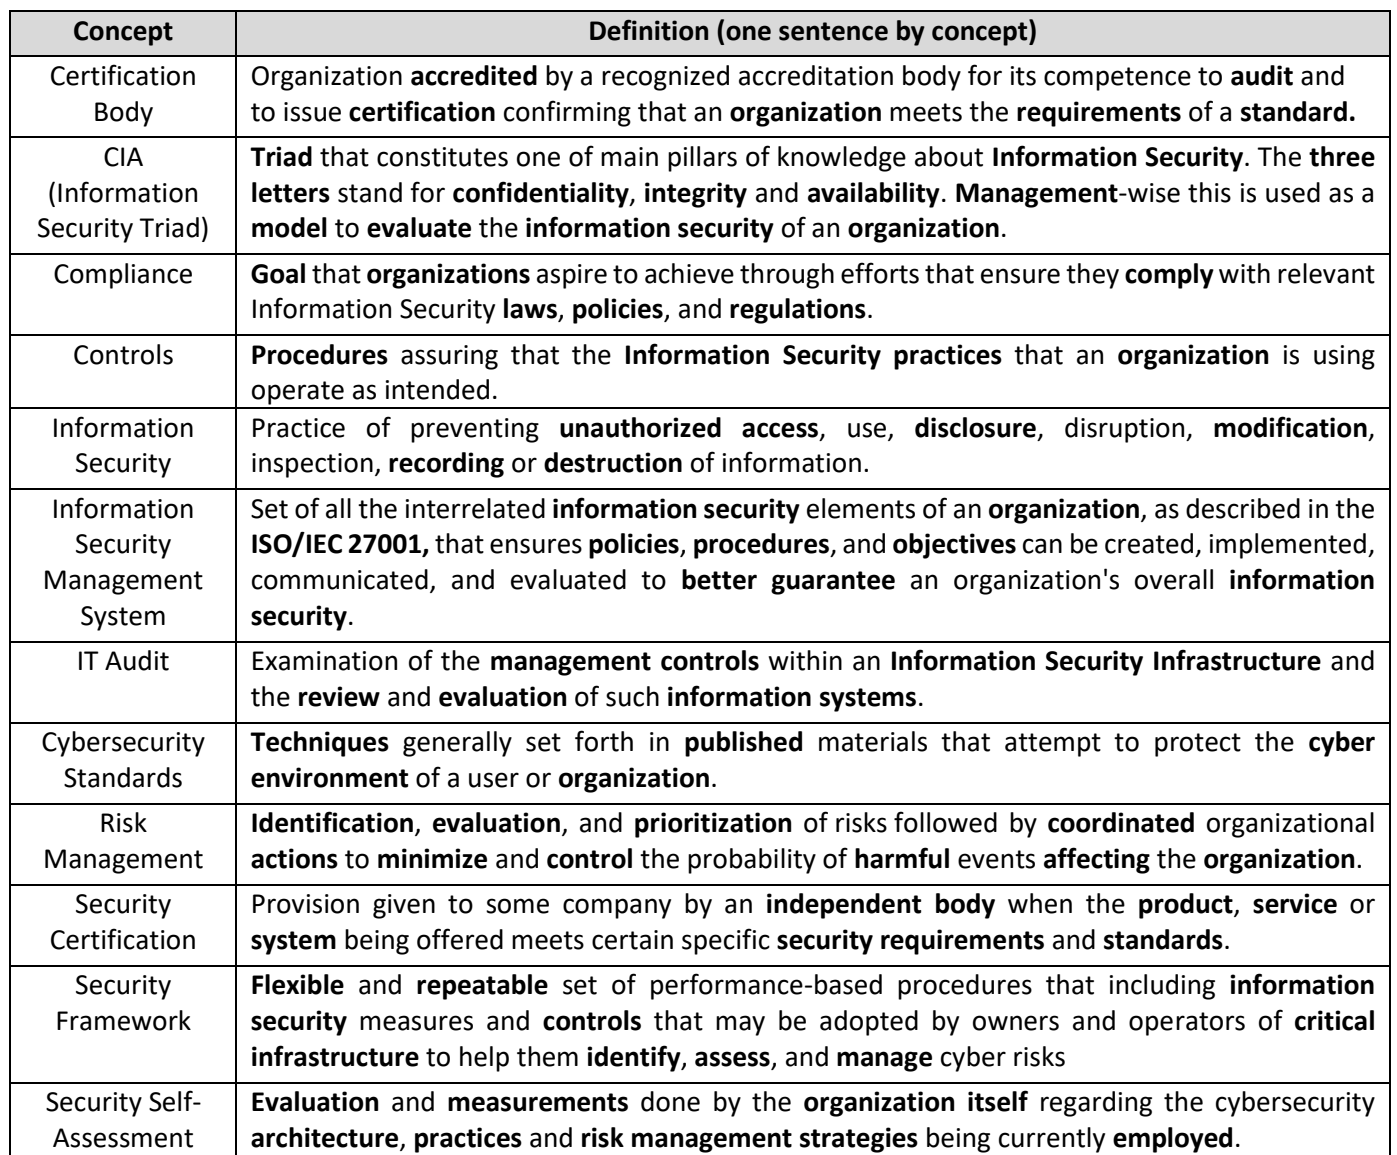 Concept
Definition (one sentence by concept)
Certification
Body
Organization accredited by a recognized accreditation body for its competence to audit and
to issue certification confirming that an organization meets the requirements of a standard.
CIA
(Information
Security Triad)
Triad that constitutes one of main pillars of knowledge about Information Security. The three
letters stand for confidentiality, integrity and availability. Management-wise this is used as a
model to evaluate the information security of an organization.
Compliance
Goal that organizations aspire to achieve through efforts that ensure they comply with relevant
Information Security laws, policies, and regulations.
Controls
Procedures assuring that the Information Security practices that an organization is using
operate as intended.
Information
Security
Practice of preventing unauthorized access, use, disclosure, disruption, modification,
inspection, recording or destruction of information.
Information
Security
Management
System
Set of all the interrelated information security elements of an organization, as described in the
ISO/IEC 27001, that ensures policies, procedures, and objectives can be created, implemented,
communicated, and evaluated to better guarantee an organization's overall information
security.
IT Audit
Examination of the management controls within an Information Security Infrastructure and
the review and evaluation of such information systems.
Cybersecurity
Standards
Techniques generally set forth in published materials that attempt to protect the cyber
environment of a user or organization.
Risk
Management
Identification, evaluation, and prioritization of risks followed by coordinated organizational
actions to minimize and control the probability of harmful events affecting the organization.
Security
Certification
Provision given to some company by an independent body when the product, service or
system being offered meets certain specific security requirements and standards.
Security
Framework
Flexible and repeatable set of performance-based procedures that including information
security measures and controls that may be adopted by owners and operators of critical
infrastructure to help them identify, assess, and manage cyber risks
Security Self-
Assessment
Evaluation and measurements done by the organization itself regarding the cybersecurity
architecture, practices and risk management strategies being currently employed.